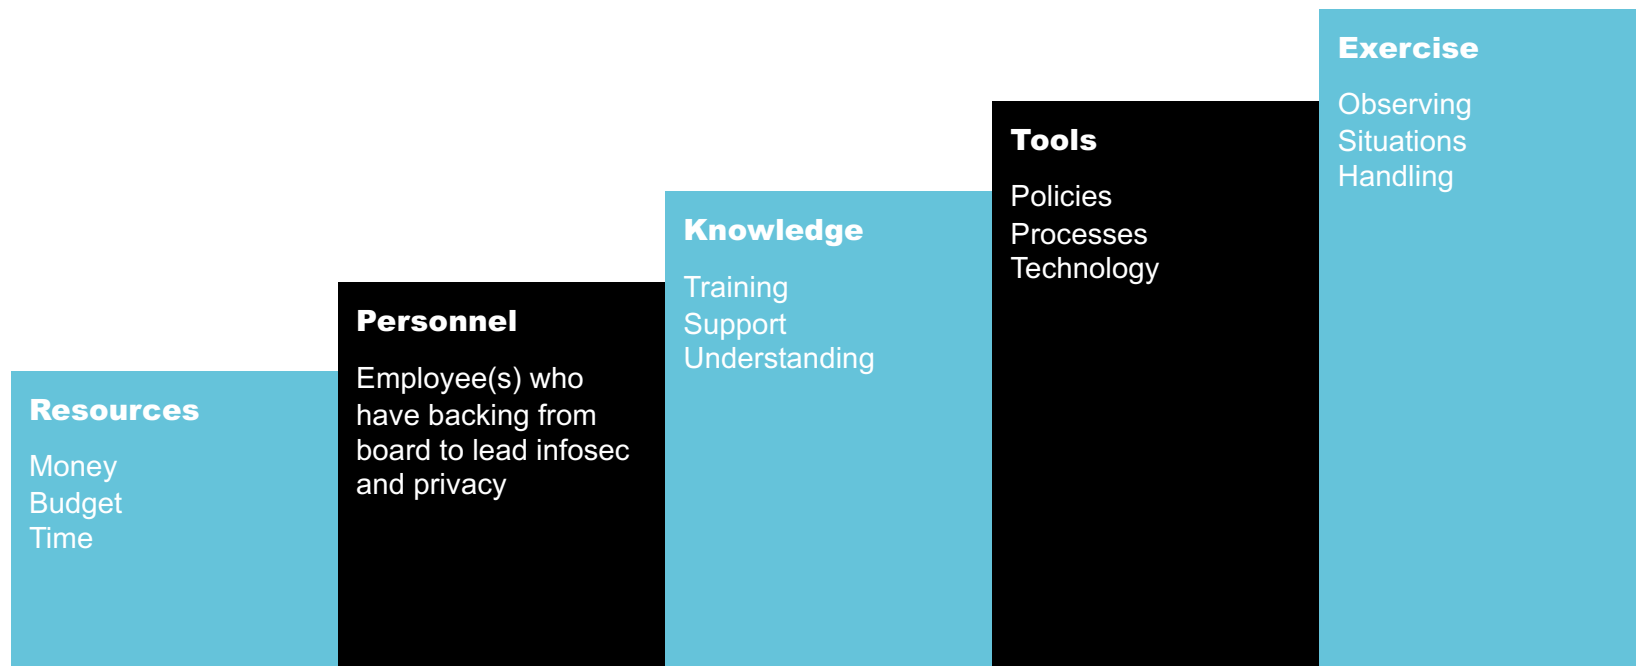 Resources
Money
Budget
Time
Personnel
Employee(s) who
have backing from
board to lead infosec
and privacy
Knowledge
Training
Support
Understanding
Tools
Policies
Processes
Technology
Exercise
Observing
Situations
Handling